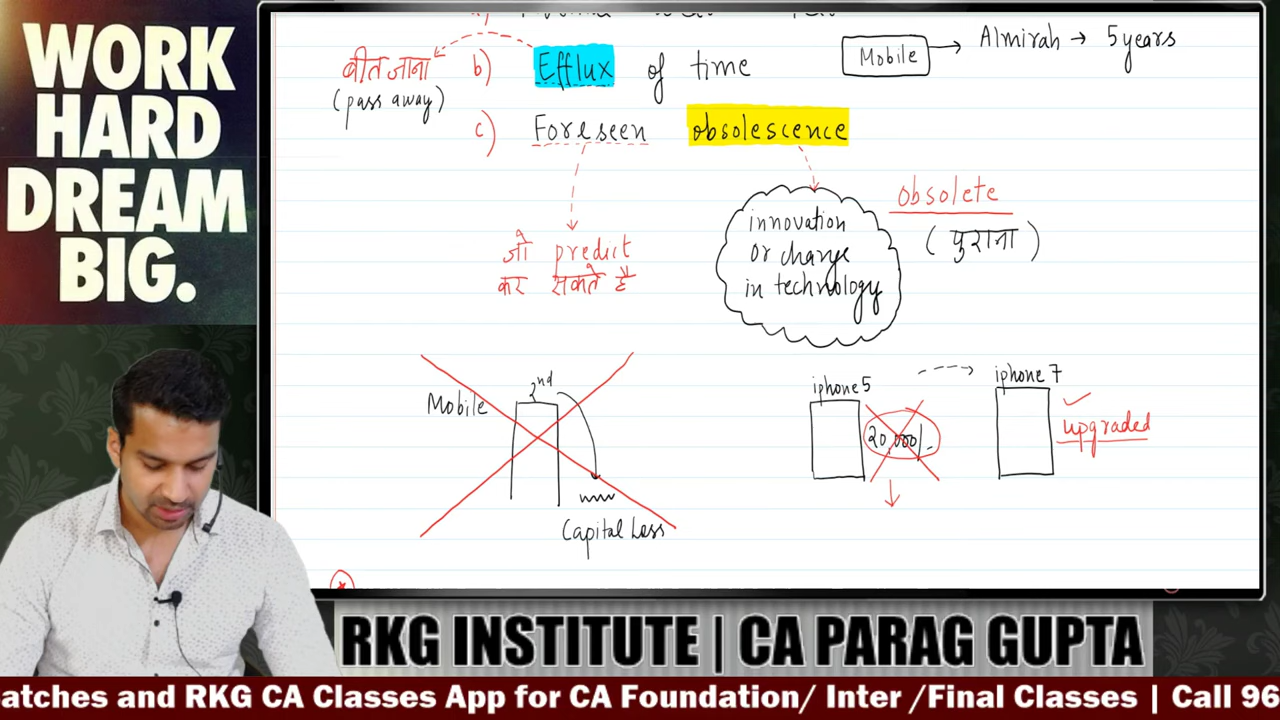 WORK
HARD
DREAM
BIG.
Mobile → Almirah → 5 years
बीत जाना
(pass away)
b) Efflux of time
c) Foreseen obsolescence
obsolete
(पुराना)
innovation
or change
in technology
जो predict
कर सकते है
Mobile
2nd
Capital Loss
iphone 5
iphone 7
20,000/-
upgraded
RKG INSTITUTE | CA PARAG GUPTA
atches and RKG CA Classes App for CA Foundation/ Inter /Final Classes | Call 96